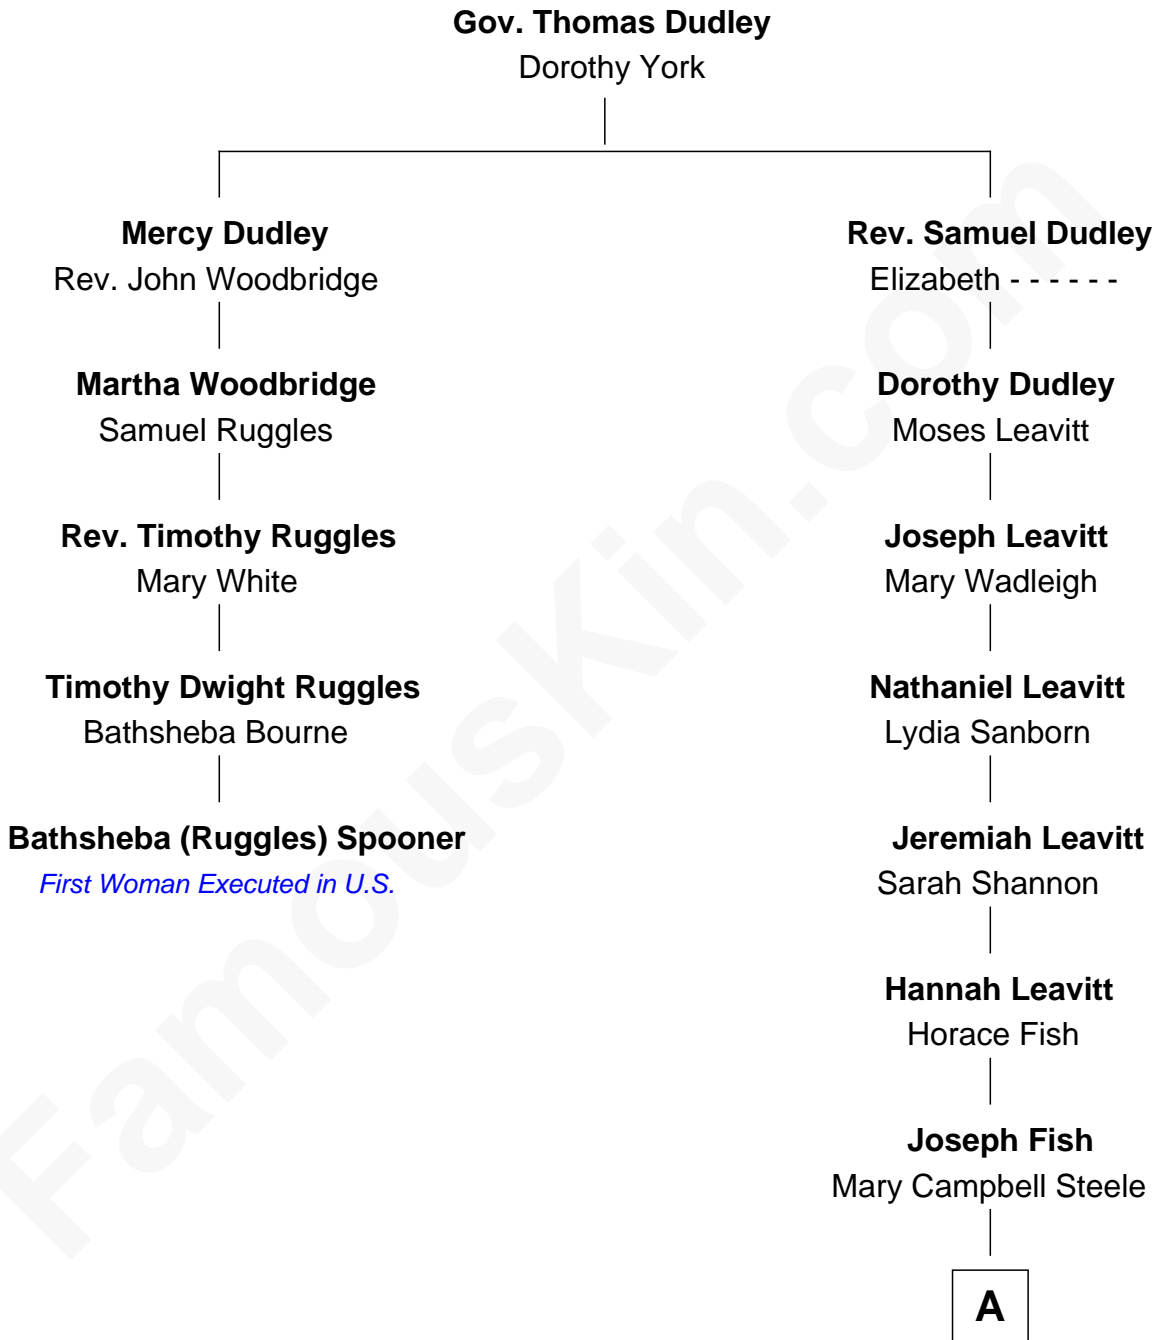 Gov. Thomas Dudley
Dorothy York
Mercy Dudley
Rev. John Woodbridge
Martha Woodbridge
Samuel Ruggles
Rev. Timothy Ruggles
Mary White
Timothy Dwight Ruggles
Bathsheba Bourne
Bathsheba (Ruggles) Spooner
First Woman Executed in U.S.
Rev. Samuel Dudley
Elizabeth - - - - - -
Dorothy Dudley
Moses Leavitt
Joseph Leavitt
Mary Wadleigh
Nathaniel Leavitt
Lydia Sanborn
Jeremiah Leavitt
Sarah Shannon
Hannah Leavitt
Horace Fish
Joseph Fish
Mary Campbell Steele
A
FamousKin.com